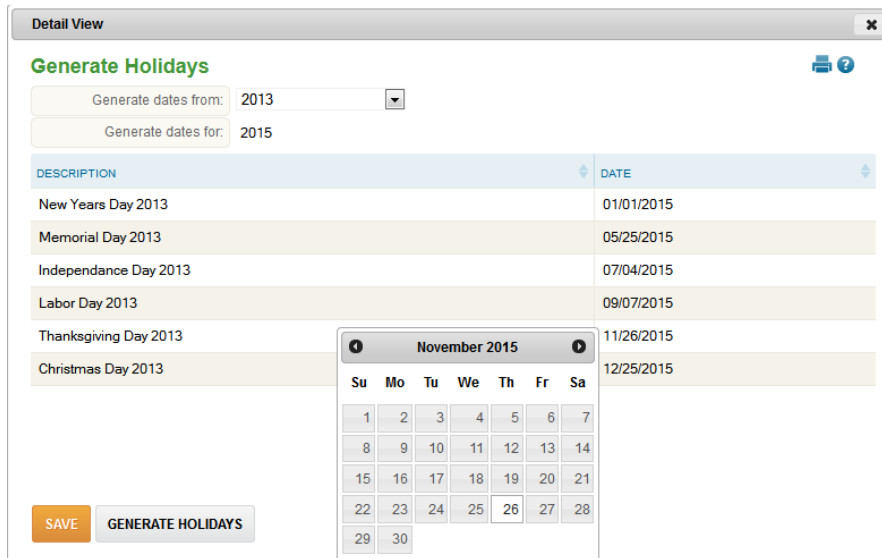 Detail View
Generate Holidays
Generate dates from: 2013
Generate dates for: 2015
DESCRIPTION DATE
New Years Day 2013 01/01/2015
Memorial Day 2013 05/25/2015
Independance Day 2013 07/04/2015
Labor Day 2013 09/07/2015
Thanksgiving Day 2013 11/26/2015
Christmas Day 2013 12/25/2015
November 2015
Su Mo Tu We Th Fr Sa
1 2 3 4 5 6 7
8 9 10 11 12 13 14
15 16 17 18 19 20 21
22 23 24 25 26 27 28
29 30
SAVE GENERATE HOLIDAYS